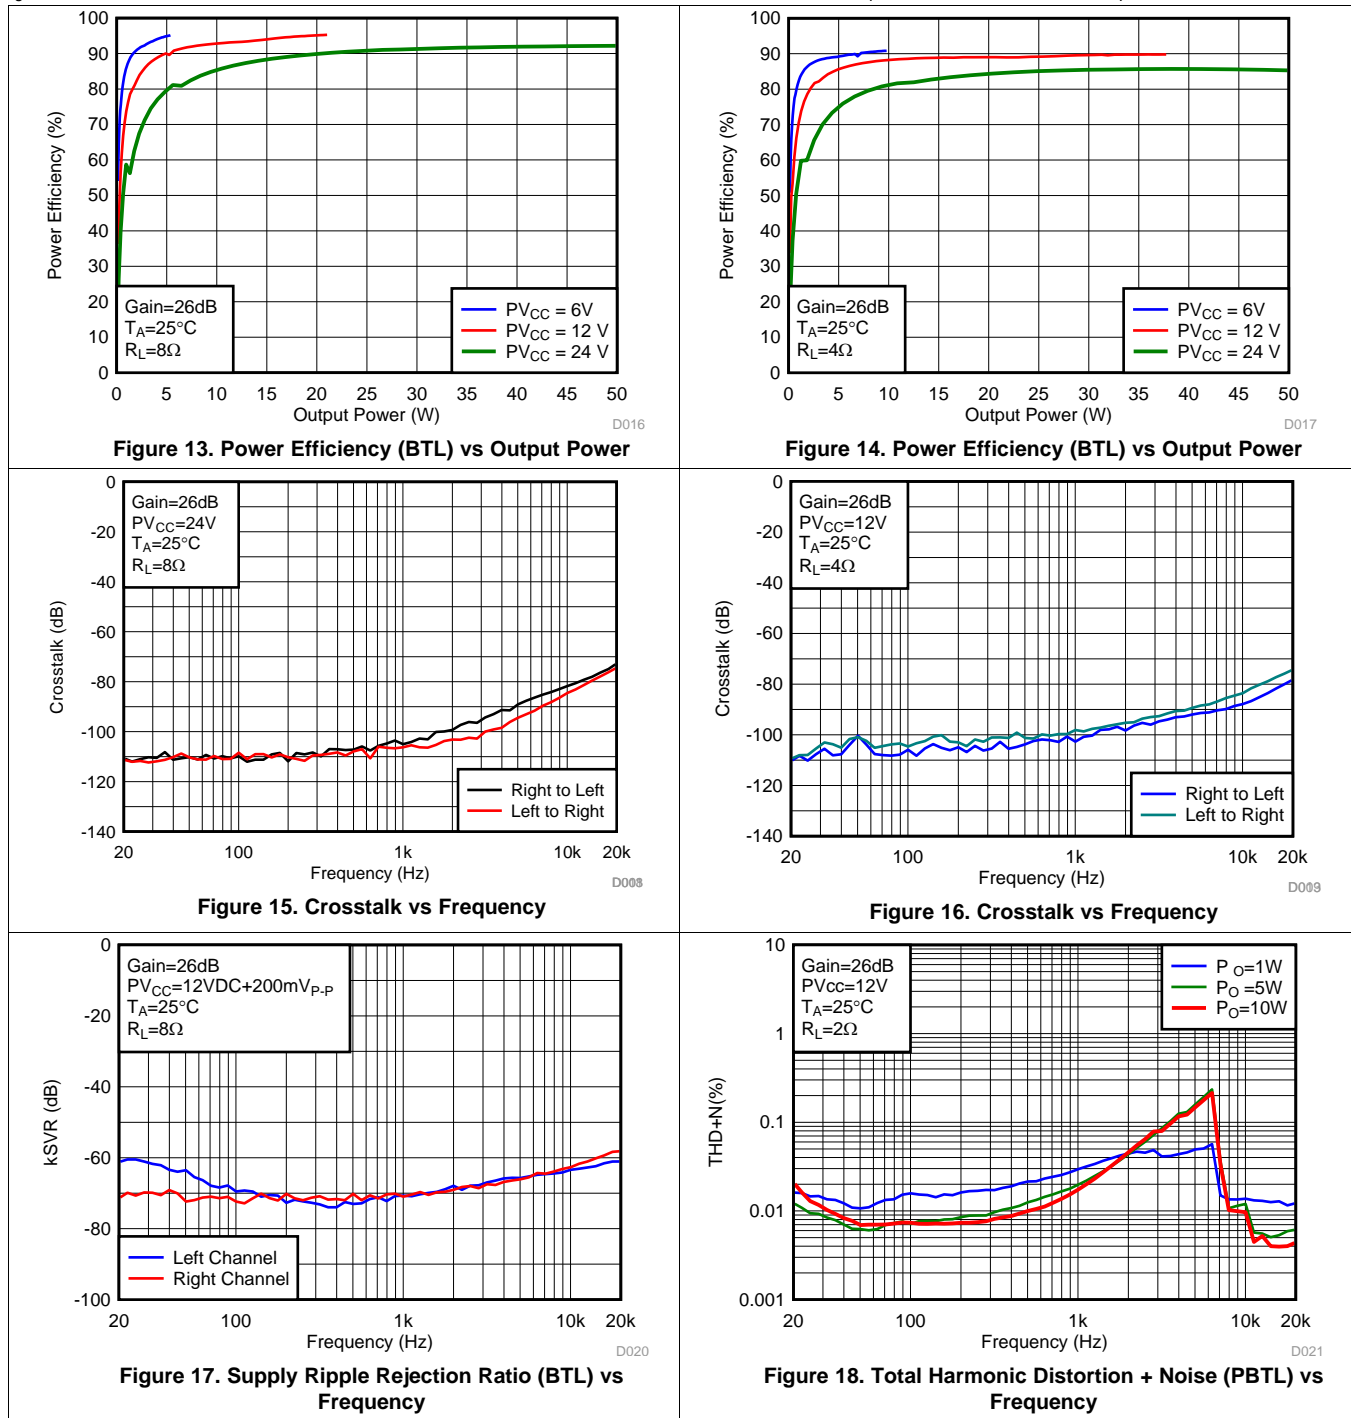 100
90
80
70
60
50
40
30
20
10
0
Power Efficiency (%)
Gain=26dB
TA=25°C
RL=8Ω
PVCC = 6V
PVCC = 12 V
PVCC = 24 V
0 5 10 15 20 25 30 35 40 45 50
Output Power (W)
D016
Figure 13. Power Efficiency (BTL) vs Output Power
100
90
80
70
60
50
40
30
20
10
0
Power Efficiency (%)
Gain=26dB
TA=25°C
RL=4Ω
PVCC = 6V
PVCC = 12 V
PVCC = 24 V
0 5 10 15 20 25 30 35 40 45 50
Output Power (W)
D017
Figure 14. Power Efficiency (BTL) vs Output Power
0
-20
-40
-60
-80
-100
-120
-140
Crosstalk (dB)
Gain=26dB
PVCC=24V
TA=25°C
RL=8Ω
Right to Left
Left to Right
20 100 1k 10k 20k
Frequency (Hz)
Figure 15. Crosstalk vs Frequency
0
-20
-40
-60
-80
-100
-120
-140
Crosstalk (dB)
Gain=26dB
PVCC=12V
TA=25°C
RL=4Ω
Right to Left
Left to Right
20 100 1k 10k 20k
Frequency (Hz)
Figure 16. Crosstalk vs Frequency
0
-20
-40
-60
-80
-100
kSVR (dB)
Gain=26dB
PVCC=12VDC+200mVP-P
TA=25°C
RL=8Ω
Left Channel
Right Channel
20 100 1k 10k 20k
Frequency (Hz)
D020
Figure 17. Supply Ripple Rejection Ratio (BTL) vs
Frequency
10
1
0.1
0.01
0.001
THD+N(%)
Gain=26dB
PVcc=12V
TA=25°C
RL=2Ω
P O=1W
PO =5W
PO=10W
20 100 1k 10k 20k
Frequency (Hz)
D021
Figure 18. Total Harmonic Distortion + Noise (PBTL) vs
Frequency